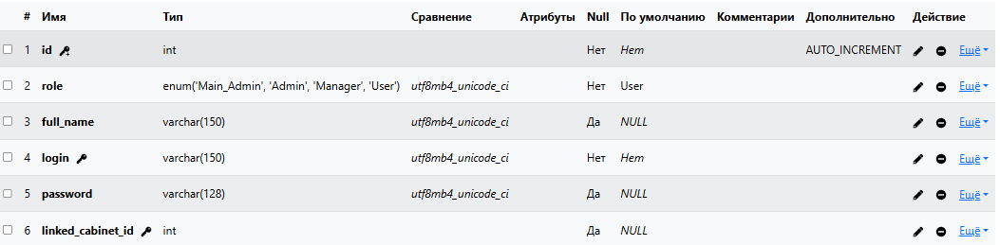 # Имя Тип Сравнение Атрибуты Null По умолчанию Комментарии Дополнительно Действие
1 id int Нет Нет AUTO_INCREMENT Ещё
2 role enum('Main_Admin', 'Admin', 'Manager', 'User') utf8mb4_unicode_ci Нет User Ещё
3 full_name varchar(150) utf8mb4_unicode_ci Да NULL Ещё
4 login varchar(150) utf8mb4_unicode_ci Нет Нет Ещё
5 password varchar(128) utf8mb4_unicode_ci Да NULL Ещё
6 linked_cabinet_id int Да NULL Ещё